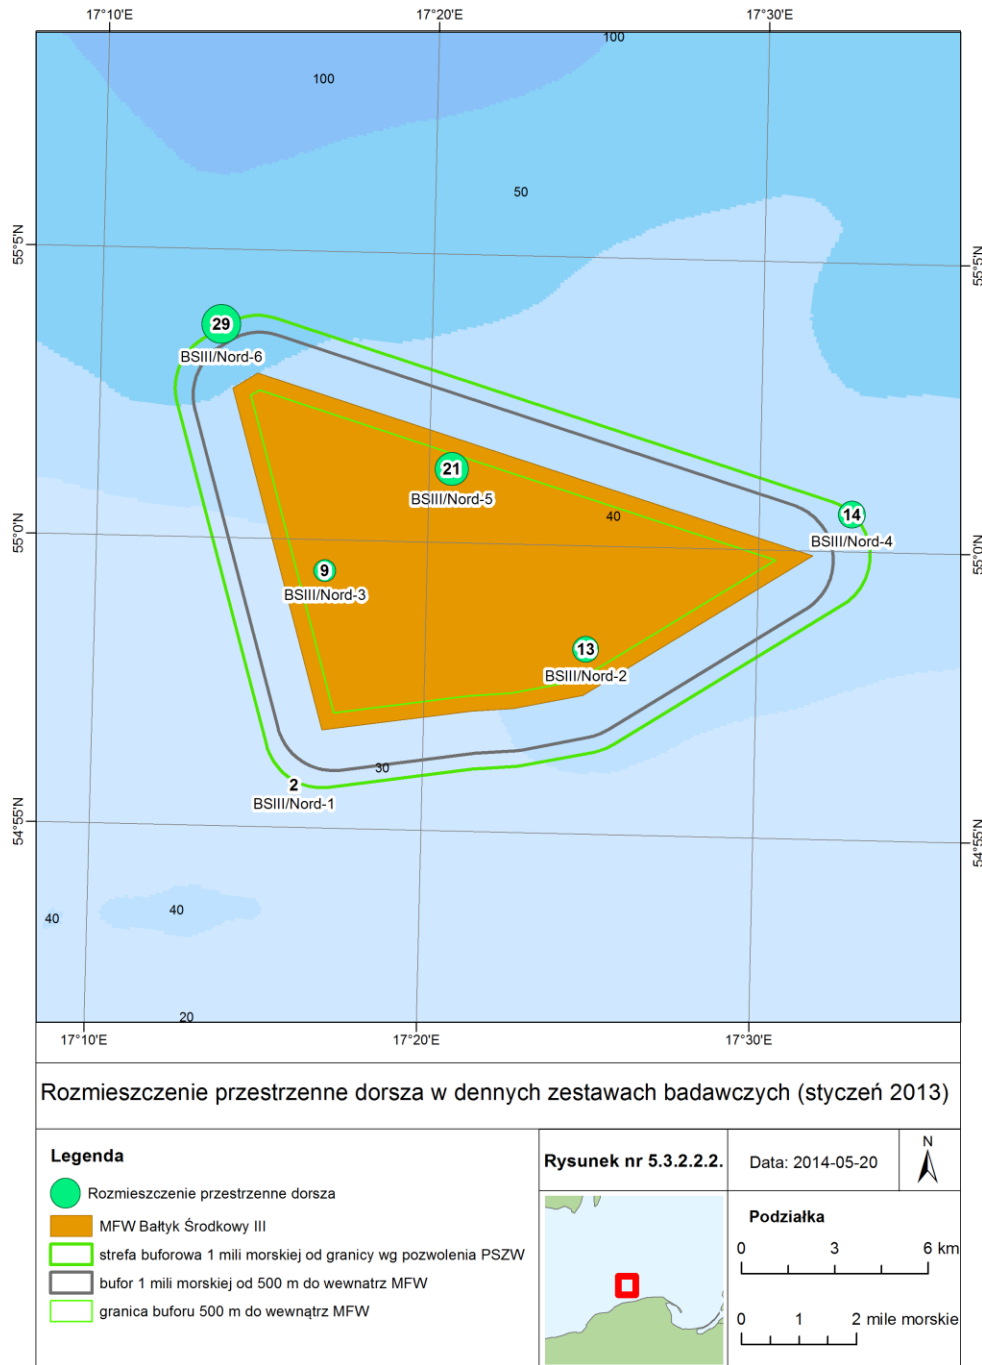 17°10'E 17°20'E 17°30'E
100
100
50
55°5'N 55°5'N
29
BSIII/Nord-6
21
BSIII/Nord-5
40
14
BSIII/Nord-4
55°0'N 55°0'N
9
BSIII/Nord-3
13
BSIII/Nord-2
30
2
BSIII/Nord-1
54°55'N 54°55'N
40
40
20
17°10'E 17°20'E 17°30'E
Rozmieszczenie przestrzenne dorsza w dennych zestawach badawczych (styczeń 2013)
Legenda
Rozmieszczenie przestrzenne dorsza
MFW Bałtyk Środkowy III
strefa buforowa 1 mili morskiej od granicy wg pozwolenia PSZW
bufor 1 mili morskiej od 500 m do wewnatrz MFW
granica buforu 500 m do wewnątrz MFW
Rysunek nr 5.3.2.2.2.
Data: 2014-05-20
N
Podziałka
0 3 6 km
0 1 2 mile morskie